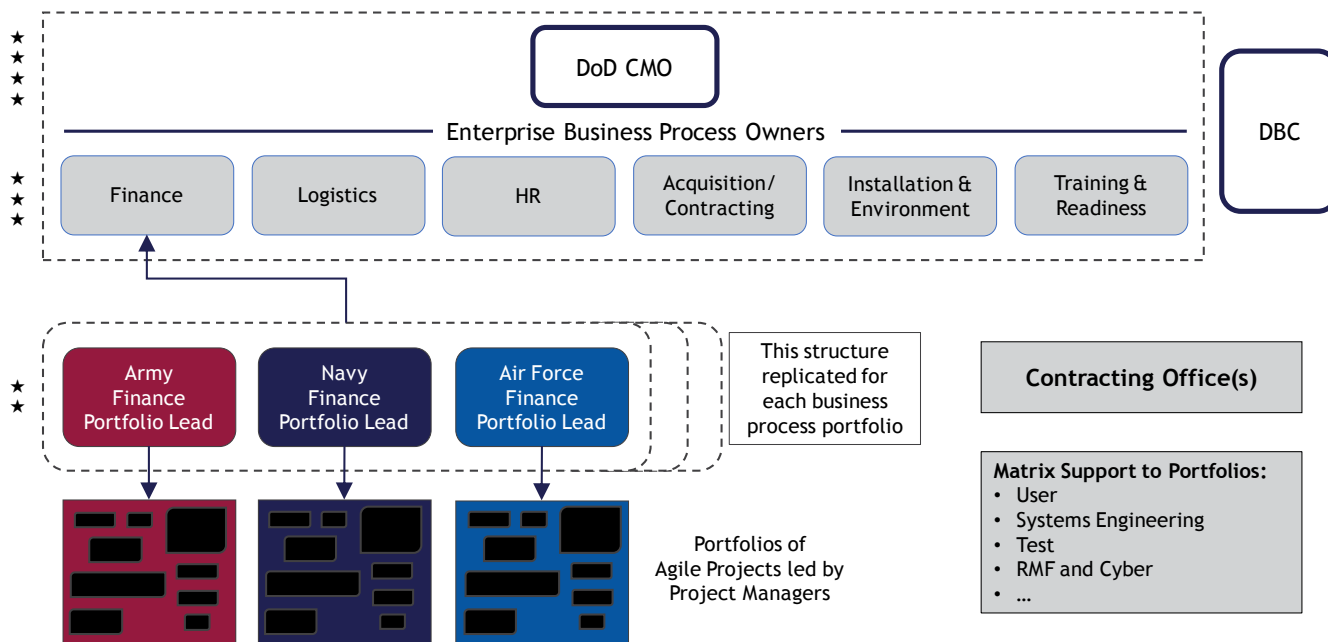 DoD CMO
DBC
Enterprise Business Process Owners
Finance
Logistics
HR
Acquisition/
Contracting
Installation &
Environment
Training &
Readiness
Army
Finance
Portfolio Lead
Navy
Finance
Portfolio Lead
Air Force
Finance
Portfolio Lead
This structure
replicated for
each business
process portfolio
Contracting Office(s)
Portfolios of
Agile Projects led by
Project Managers
Matrix Support to Portfolios:
• User
• Systems Engineering
• Test
• RMF and Cyber
• …